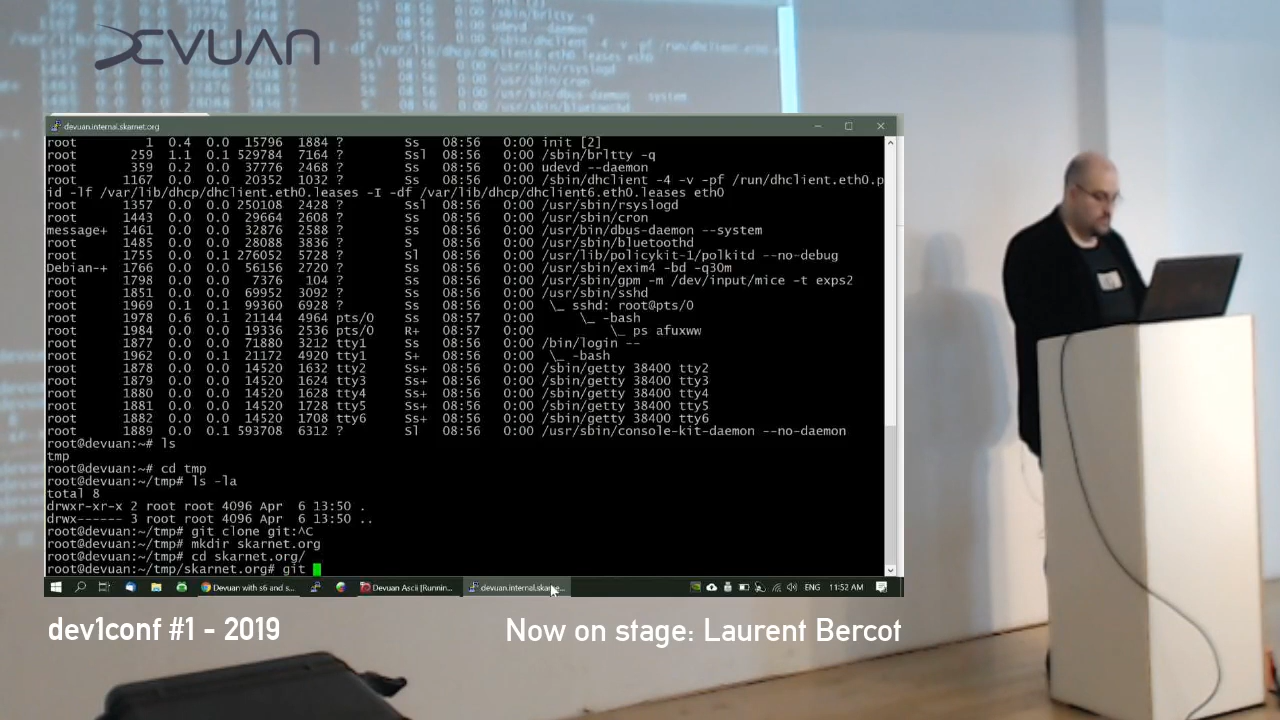 DEVUAN
devuan.internal.skarnet.org
root 1 0.4 0.0 15796 1884 ? Ss 08:56 0:00 init [2]
root 259 1.1 0.1 529784 7164 ? Ssl 08:56 0:00 /sbin/brltty -q
root 359 0.2 0.0 37776 2468 ? Ss 08:56 0:00 udevd --daemon
root 1167 0.0 0.0 20352 1032 ? Ss 08:56 0:00 /sbin/dhclient -4 -v -pf /run/dhclient.eth0.p
id -lf /var/lib/dhcp/dhclient.eth0.leases -I -df /var/lib/dhcp/dhclient6.eth0.leases eth0
root 1357 0.0 0.0 250108 2428 ? Ssl 08:56 0:00 /usr/sbin/rsyslogd
root 1443 0.0 0.0 29664 2608 ? Ss 08:56 0:00 /usr/sbin/cron
message+ 1461 0.0 0.0 32876 2588 ? Ss 08:56 0:00 /usr/bin/dbus-daemon --system
root 1485 0.0 0.0 28088 3836 ? S 08:56 0:00 /usr/sbin/bluetoothd
root 1755 0.0 0.1 276052 5728 ? Sl 08:56 0:00 /usr/lib/policykit-1/polkitd --no-debug
Debian-+ 1766 0.0 0.0 56156 2720 ? Ss 08:56 0:00 /usr/sbin/exim4 -bd -q30m
root 1798 0.0 0.0 7376 104 ? Ss 08:56 0:00 /usr/sbin/gpm -m /dev/input/mice -t exps2
root 1851 0.0 0.0 69952 3092 ? Ss 08:56 0:00 /usr/sbin/sshd
root 1969 0.1 0.1 99360 6928 ? Ss 08:56 0:00 \_ sshd: root@pts/0
root 1978 0.6 0.1 21144 4964 pts/0 Ss 08:57 0:00 \_ -bash
root 1984 0.0 0.0 19336 2536 pts/0 R+ 08:57 0:00 \_ ps afuxww
root 1877 0.0 0.0 71880 3212 tty1 Ss 08:56 0:00 /bin/login --
root 1962 0.0 0.1 21172 4920 tty1 S+ 08:56 0:00 \_ -bash
root 1878 0.0 0.0 14520 1632 tty2 Ss+ 08:56 0:00 /sbin/getty 38400 tty2
root 1879 0.0 0.0 14520 1624 tty3 Ss+ 08:56 0:00 /sbin/getty 38400 tty3
root 1880 0.0 0.0 14520 1628 tty4 Ss+ 08:56 0:00 /sbin/getty 38400 tty4
root 1881 0.0 0.0 14520 1728 tty5 Ss+ 08:56 0:00 /sbin/getty 38400 tty5
root 1882 0.0 0.0 14520 1708 tty6 Ss+ 08:56 0:00 /sbin/getty 38400 tty6
root 1889 0.0 0.1 593708 6312 ? Sl 08:56 0:00 /usr/sbin/console-kit-daemon --no-daemon
root@devuan:~# ls
tmp
root@devuan:~# cd tmp
root@devuan:~/tmp# ls -la
total 8
drwxr-xr-x 2 root root 4096 Apr 6 13:50 .
drwx------ 3 root root 4096 Apr 6 13:50 ..
root@devuan:~/tmp# git clone git:^C
root@devuan:~/tmp# mkdir skarnet.org
root@devuan:~/tmp# cd skarnet.org/
root@devuan:~/tmp/skarnet.org# git
Devuan with s6 and s... Devuan Ascii [Runnin... devuan.internal.skarne... ENG 11:52 AM
dev1conf #1 - 2019
Now on stage: Laurent Bercot